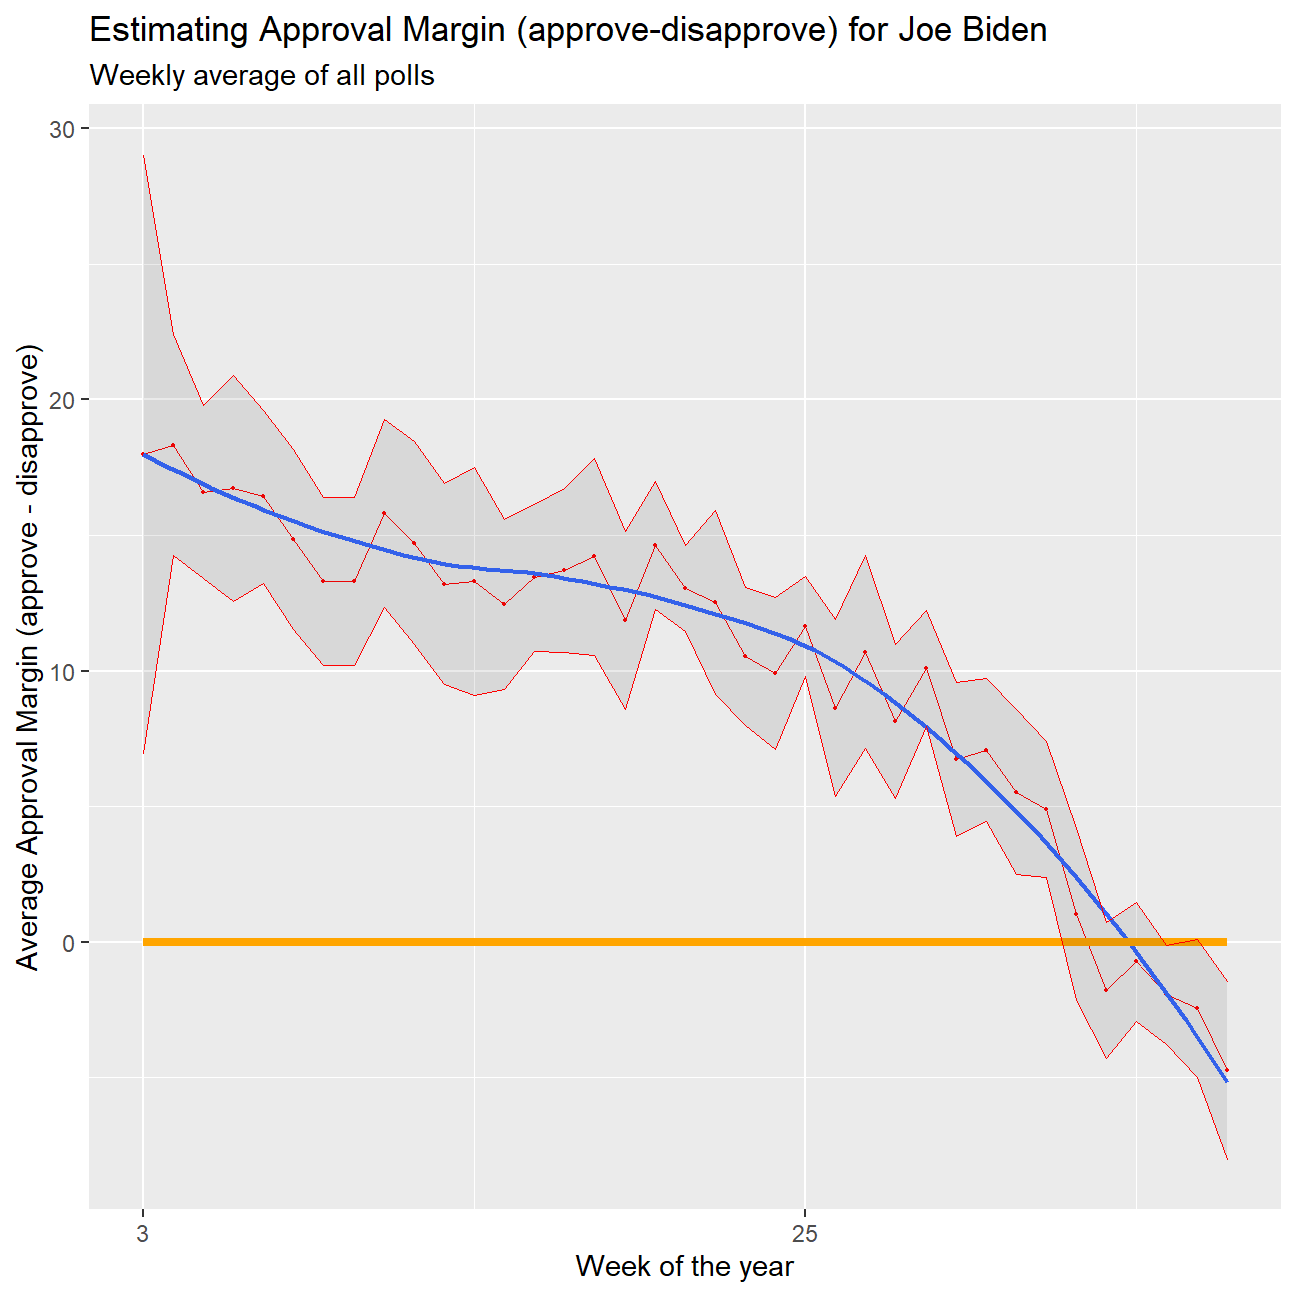 Estimating Approval Margin (approve-disapprove) for Joe Biden
Weekly average of all polls
Average Approval Margin (approve - disapprove)
30
20
10
0
3
25
Week of the year